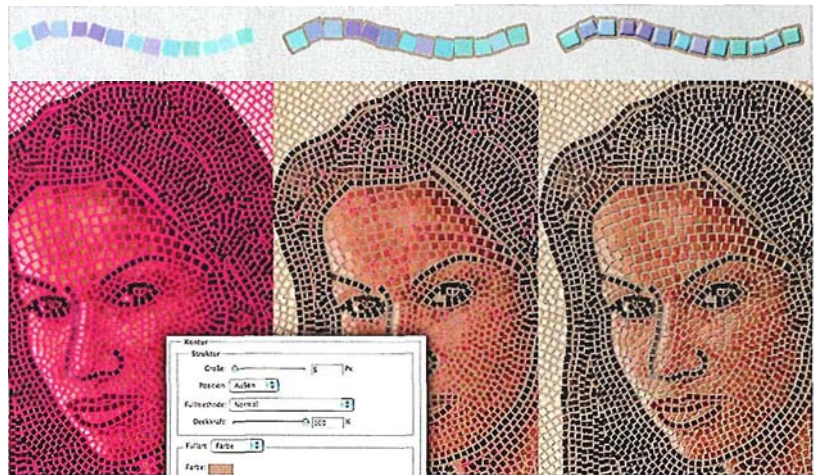 Kontur
Struktur
Größe: 5 Px
Position: Außen
Füllmethode: Normal
Deckkraft: 100 %
Füllart: Farbe
Farbe: